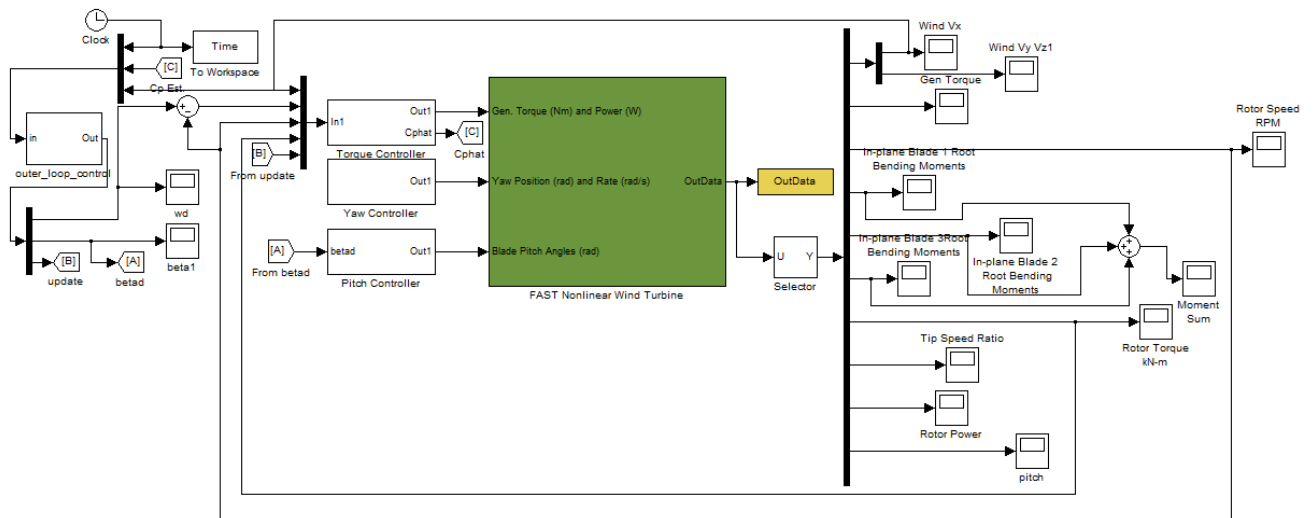 Clock
Time
To Workspace
[C]
Cp Est.
in
Out
outer_loop_control
wd
beta1
[B]
update
[A]
betad
[B]
From update
In1
Out1
Cphat
Torque Controller
[C]
Cphat
Out1
Yaw Controller
[A]
From betad
betad
Out1
Pitch Controller
Gen. Torque (Nm) and Power (W)
Yaw Position (rad) and Rate (rad/s)
Blade Pitch Angles (rad)
OutData
FAST Nonlinear Wind Turbine
OutData
U
Y
Selector
Wind Vx
Wind Vy Vz1
Gen Torque
Rotor Speed
RPM
In-plane Blade 1 Root
Bending Moments
In-plane Blade 3Root
Bending Moments
In-plane Blade 2
Root Bending
Moments
Moment
Sum
Rotor Torque
kN-m
Tip Speed Ratio
Rotor Power
pitch